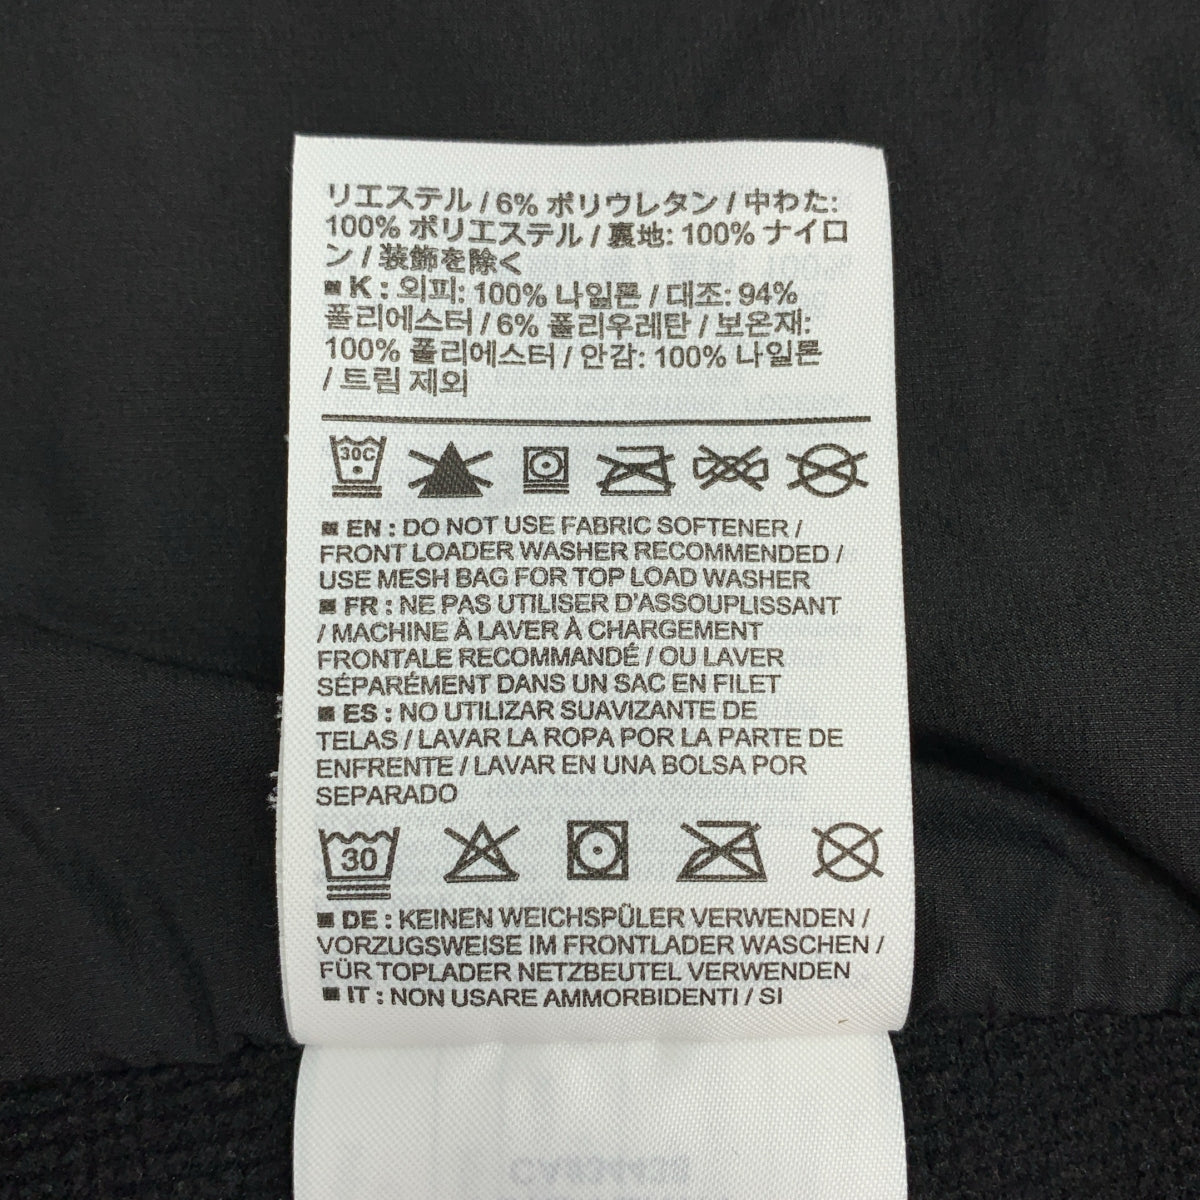 リエステル / 6% ポリウレタン / 中わた:
100% ポリエステル / 裏地: 100% ナイロ
ン / 装飾を除く
■ K : 외피: 100% 나일론 / 대조: 94%
폴리에스터 / 6% 폴리우레탄 / 보온재:
100% 폴리에스터 / 안감: 100% 나일론
/ 트림 제외
30C
■ EN : DO NOT USE FABRIC SOFTENER /
FRONT LOADER WASHER RECOMMENDED /
USE MESH BAG FOR TOP LOAD WASHER
■ FR : NE PAS UTILISER D'ASSOUPLISSANT
/ MACHINE À LAVER À CHARGEMENT
FRONTALE RECOMMANDÉ / OU LAVER
SÉPARÉMENT DANS UN SAC EN FILET
■ ES : NO UTILIZAR SUAVIZANTE DE
TELAS / LAVAR LA ROPA POR LA PARTE DE
ENFRENTE / LAVAR EN UNA BOLSA POR
SEPARADO
30
■ DE : KEINEN WEICHSPÜLER VERWENDEN /
VORZUGSWEISE IM FRONTLADER WASCHEN /
FÜR TOPLADER NETZBEUTEL VERWENDEN
■ IT : NON USARE AMMORBIDENTI / SI